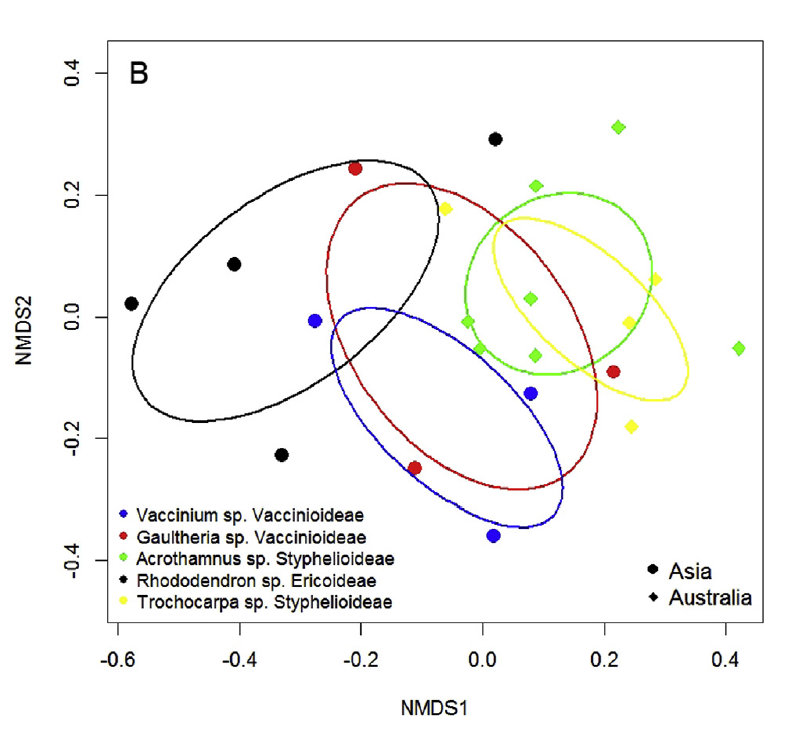 B
0.4
0.2
0.0
-0.2
-0.4
NMDS2
Vaccinium sp. Vaccinioideae
Gaultheria sp. Vaccinioideae
Acrothamnus sp. Styphelioideae
Rhododendron sp. Ericoideae
Trochocarpa sp. Styphelioideae
Asia
Australia
-0.6 -0.4 -0.2 0.0 0.2 0.4
NMDS1